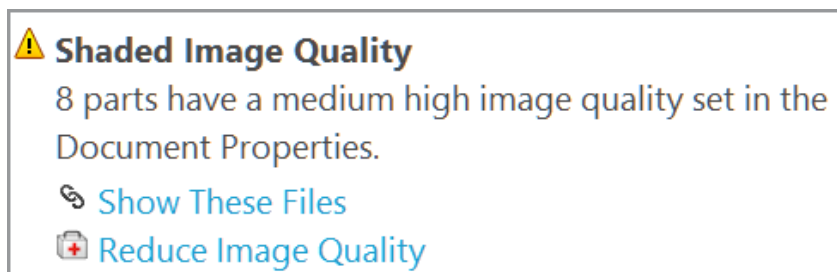 Shaded Image Quality
8 parts have a medium high image quality set in the
Document Properties.
Show These Files
Reduce Image Quality